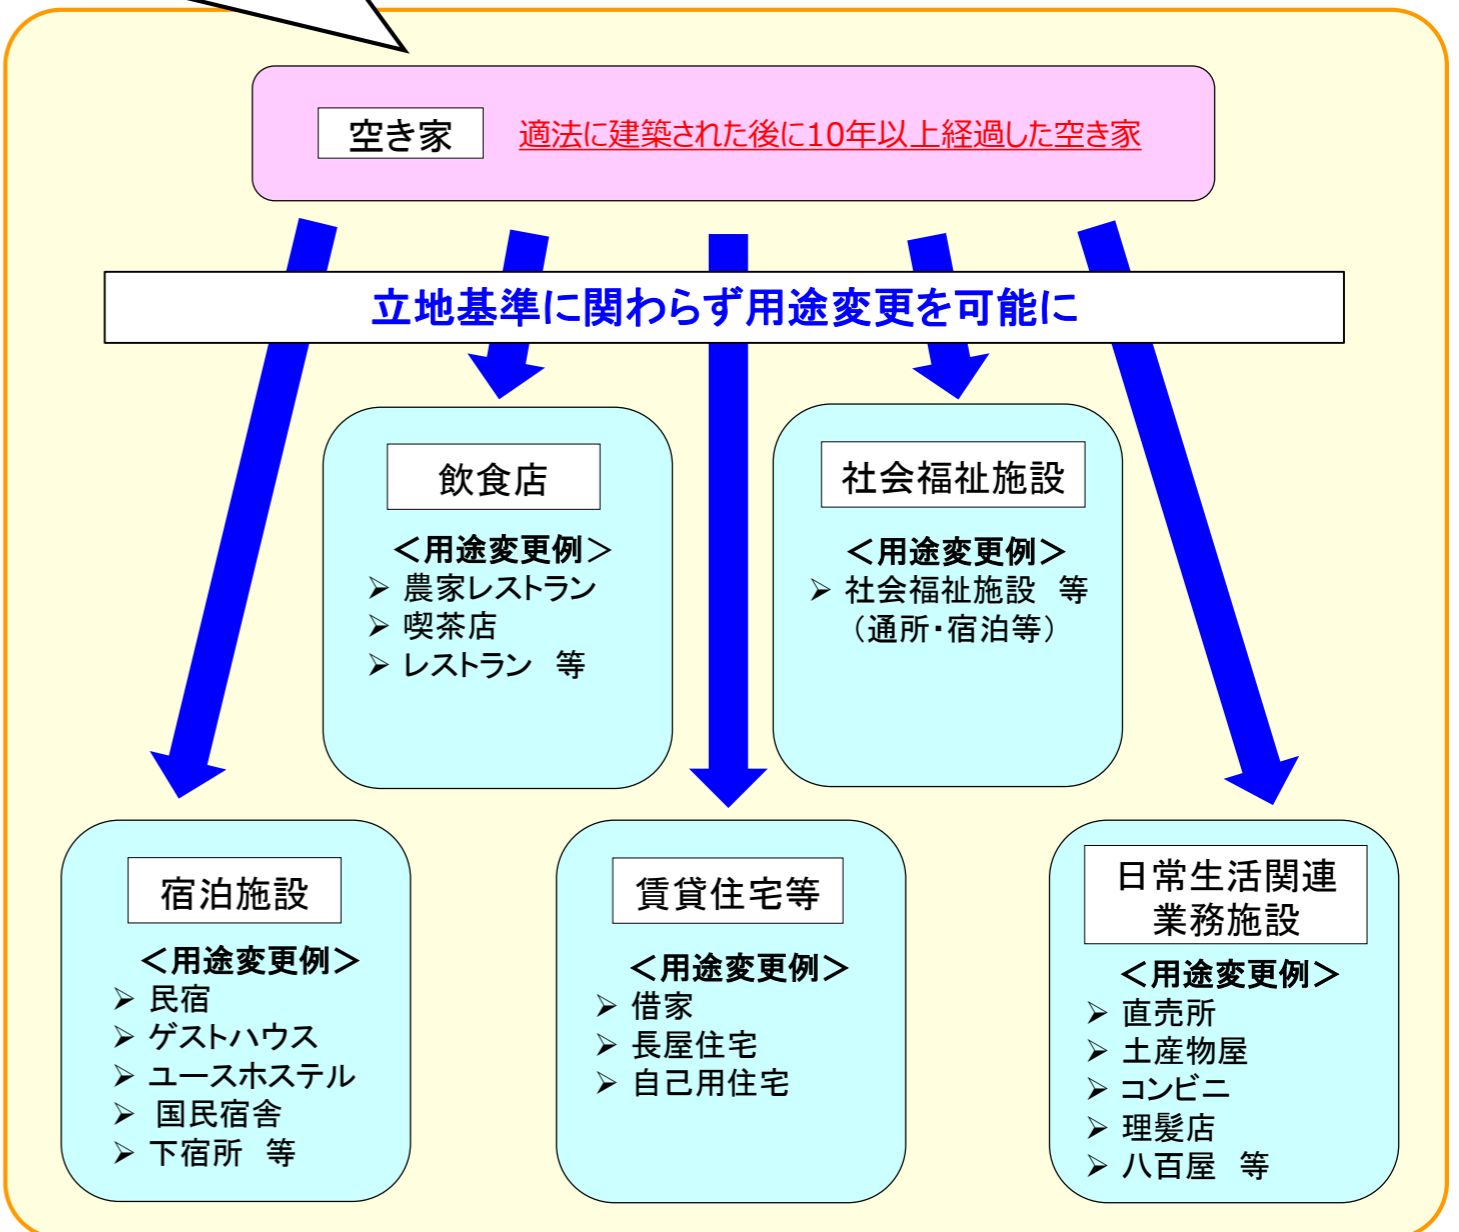 空き家 適法に建築された後に10年以上経過した空き家
立地基準に関わらず用途変更を可能に
飲食店
＜用途変更例＞
➢ 農家レストラン
➢ 喫茶店
➢ レストラン 等
社会福祉施設
＜用途変更例＞
➢ 社会福祉施設 等
（通所・宿泊等）
宿泊施設
＜用途変更例＞
➢ 民宿
➢ ゲストハウス
➢ ユースホステル
➢ 国民宿舎
➢ 下宿所 等
賃貸住宅等
＜用途変更例＞
➢ 借家
➢ 長屋住宅
➢ 自己用住宅
日常生活関連
業務施設
＜用途変更例＞
➢ 直売所
➢ 土産物屋
➢ コンビニ
➢ 理髪店
➢ 八百屋 等